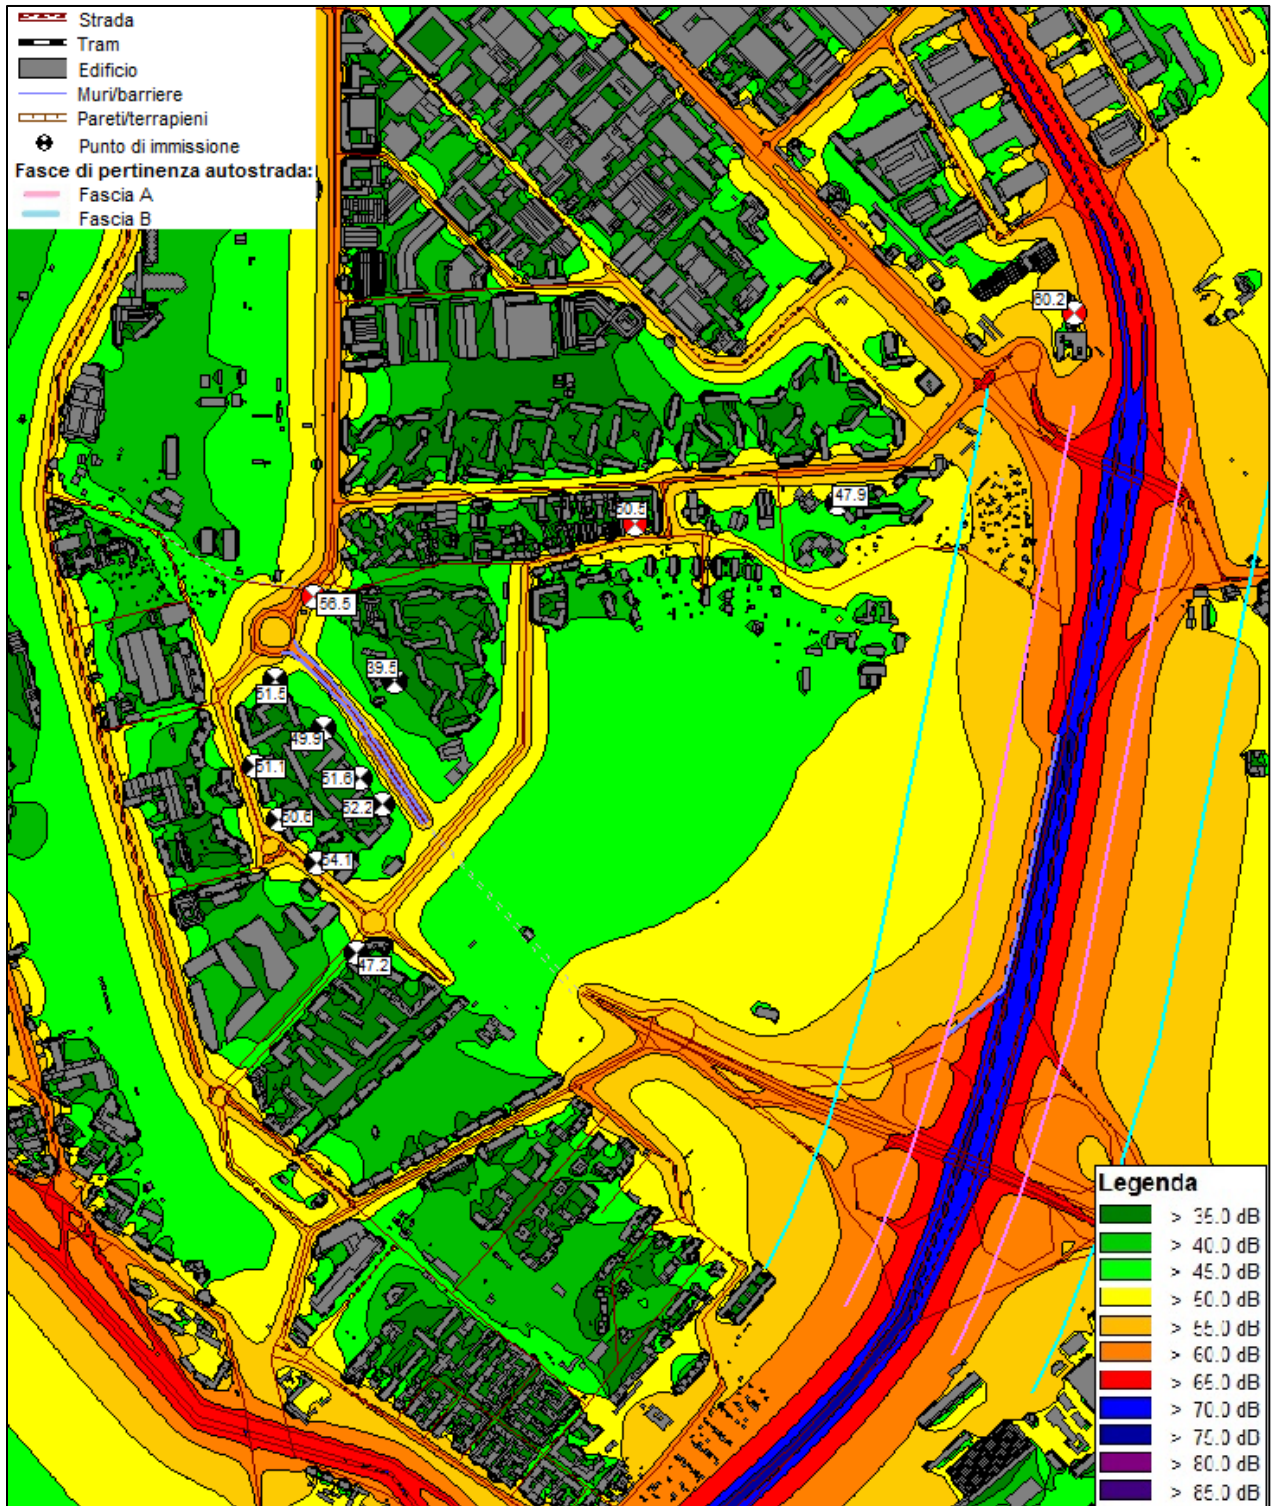 Strada
Tram
Edificio
Muri/barriere
Pareti/terrapieni
Punto di immissione
Fasce di pertinenza autostrada:
Fascia A
Fascia B
60.2
47.9
50.5
56.5
39.5
51.5
49.9
51.1
51.6
52.2
50.6
54.1
47.2
Legenda
> 35.0 dB
> 40.0 dB
> 45.0 dB
> 50.0 dB
> 55.0 dB
> 60.0 dB
> 65.0 dB
> 70.0 dB
> 75.0 dB
> 80.0 dB
> 85.0 dB